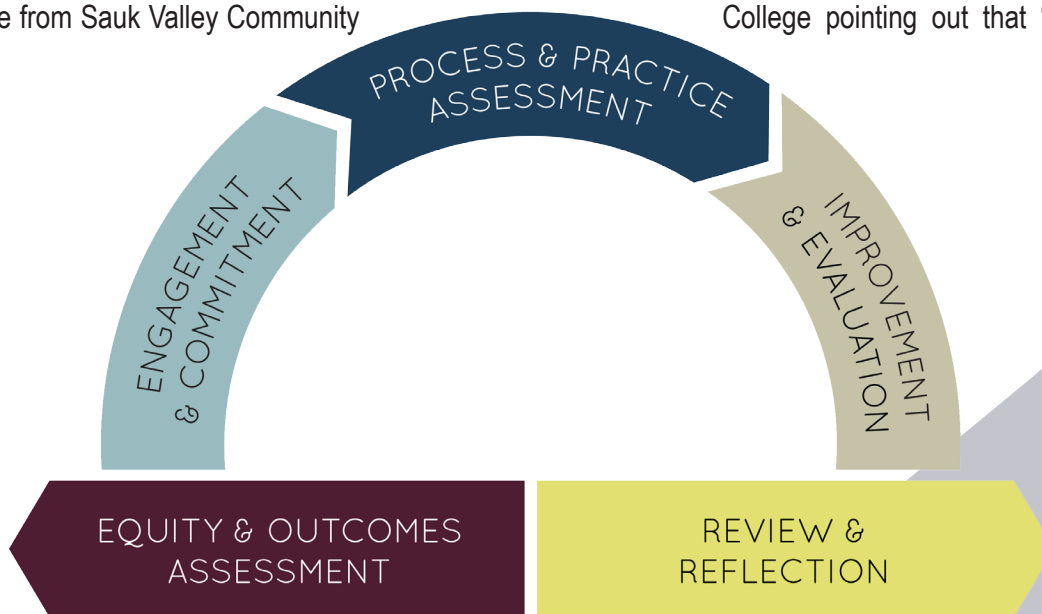 e from Sauk Valley Community
College pointing out that
PROCESS & PRACTICE
ASSESSMENT
ENGAGEMENT
& COMMITMENT
IMPROVEMENT
& EVALUATION
EQUITY & OUTCOMES
ASSESSMENT
REVIEW &
REFLECTION